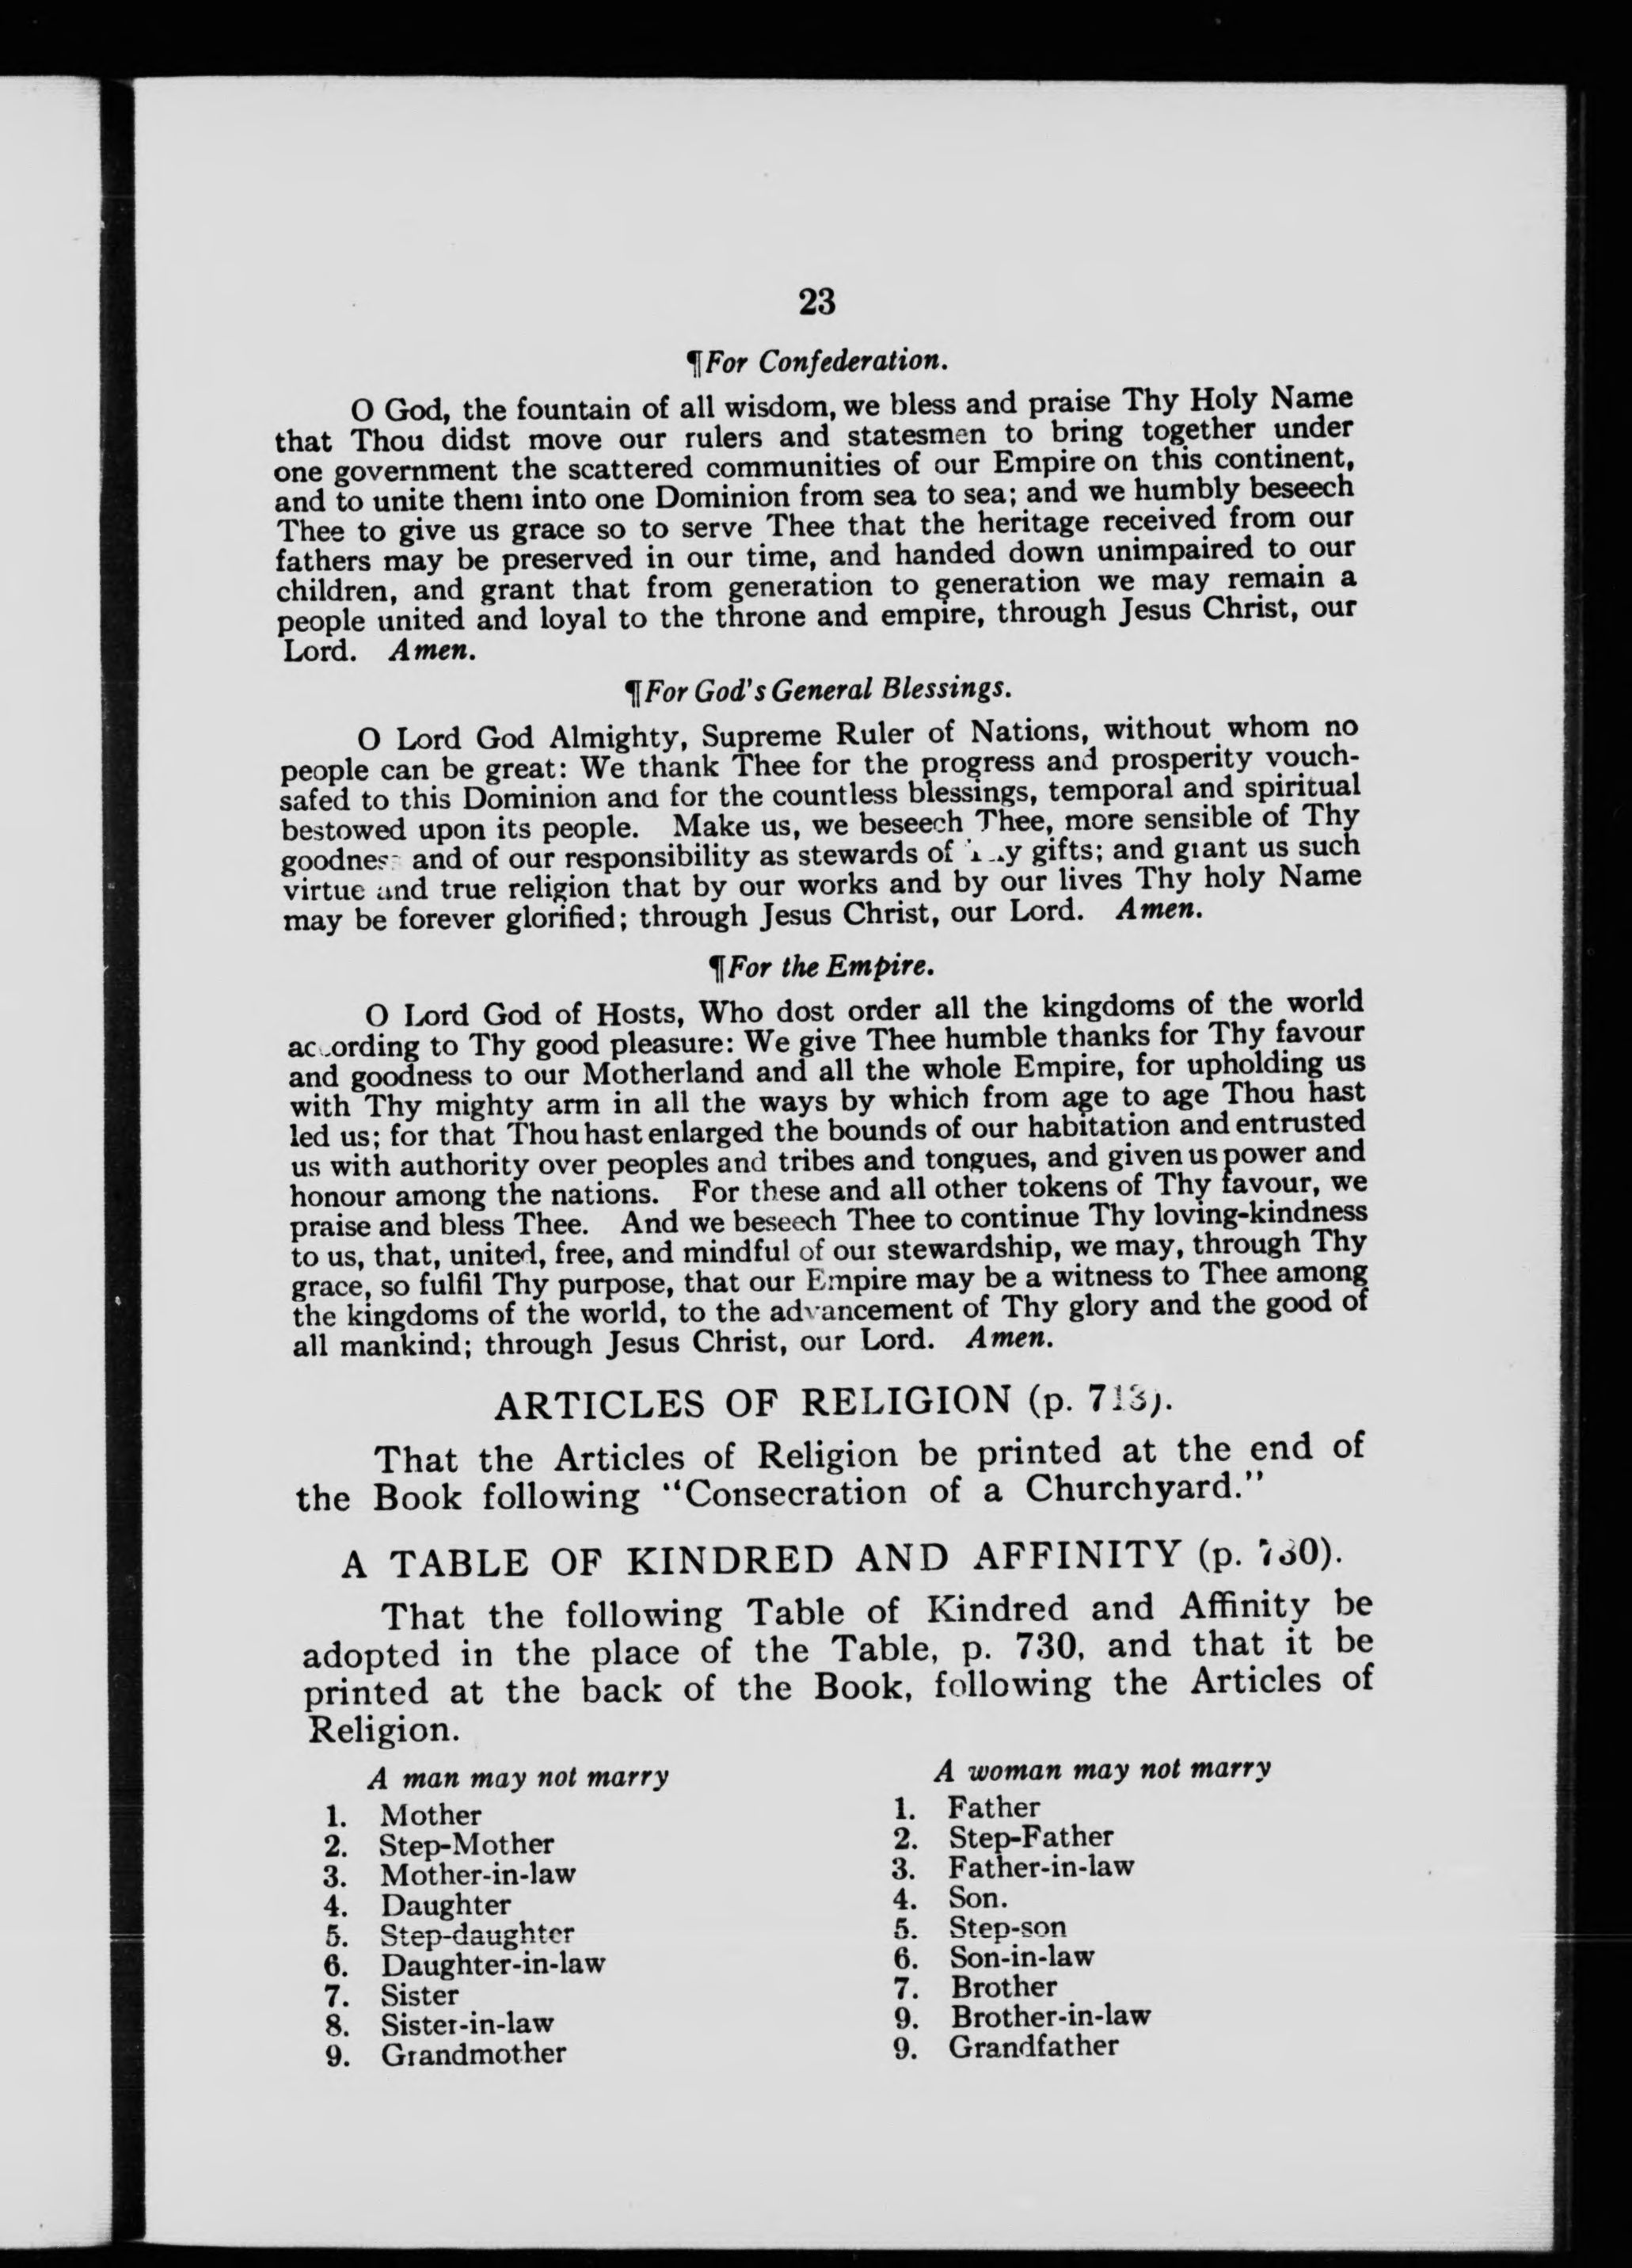 23
¶For Confederation.
O God, the fountain of all wisdom, we bless and praise Thy Holy Name
that Thou didst move our rulers and statesmen to bring together under
one government the scattered communities of our Empire on this continent,
and to unite them into one Dominion from sea to sea; and we humbly beseech
Thee to give us grace so to serve Thee that the heritage received from our
fathers may be preserved in our time, and handed down unimpaired to our
children, and grant that from generation to generation we may remain a
people united and loyal to the throne and empire, through Jesus Christ, our
Lord. Amen.
¶For God's General Blessings.
O Lord God Almighty, Supreme Ruler of Nations, without whom no
people can be great: We thank Thee for the progress and prosperity vouch-
safed to this Dominion and for the countless blessings, temporal and spiritual
bestowed upon its people. Make us, we beseech Thee, more sensible of Thy
goodness and of our responsibility as stewards of gifts; and grant us such
virtue and true religion that by our works and by our lives Thy holy Name
may be forever glorified; through Jesus Christ, our Lord. Amen.
¶For the Empire.
O Lord God of Hosts, Who dost order all the kingdoms of the world
according to Thy good pleasure: We give Thee humble thanks for Thy favour
and goodness to our Motherland and all the whole Empire, for upholding us
with Thy mighty arm in all the ways by which from age to age Thou hast
led us; for that Thou hast enlarged the bounds of our habitation and entrusted
us with authority over peoples and tribes and tongues, and given us power and
honour among the nations. For these and all other tokens of Thy favour, we
praise and bless Thee. And we beseech Thee to continue Thy loving-kindness
to us, that, united, free, and mindful of our stewardship, we may, through Thy
grace, so fulfil Thy purpose, that our Empire may be a witness to Thee among
the kingdoms of the world, to the advancement of Thy glory and the good of
all mankind; through Jesus Christ, our Lord. Amen.
ARTICLES OF RELIGION (p. 713).
That the Articles of Religion be printed at the end of
the Book following "Consecration of a Churchyard."
A TABLE OF KINDRED AND AFFINITY (p. 730).
That the following Table of Kindred and Affinity be
adopted in the place of the Table, p. 730, and that it be
printed at the back of the Book, following the Articles of
Religion.
A man may not marry
1. Mother
2. Step-Mother
3. Mother-in-law
4. Daughter
5. Step-daughter
6. Daughter-in-law
7. Sister
8. Sister-in-law
9. Grandmother
A woman may not marry
1. Father
2. Step-Father
3. Father-in-law
4. Son.
5. Step-son
6. Son-in-law
7. Brother
9. Brother-in-law
9. Grandfather